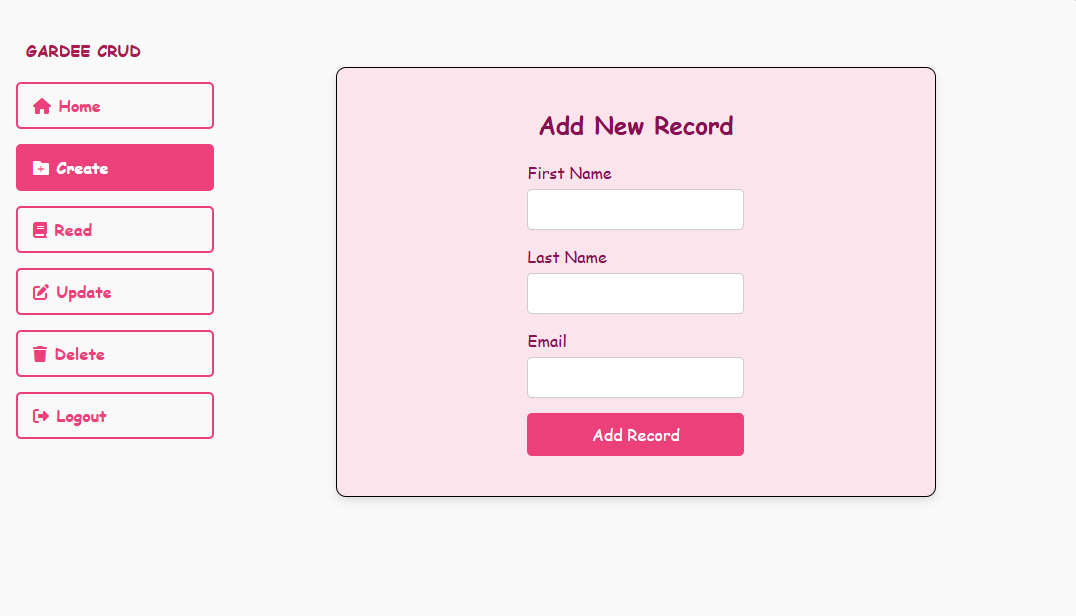 GARDEE CRUD
Home
Create
Read
Update
Delete
Logout
Add New Record
First Name
Last Name
Email
Add Record